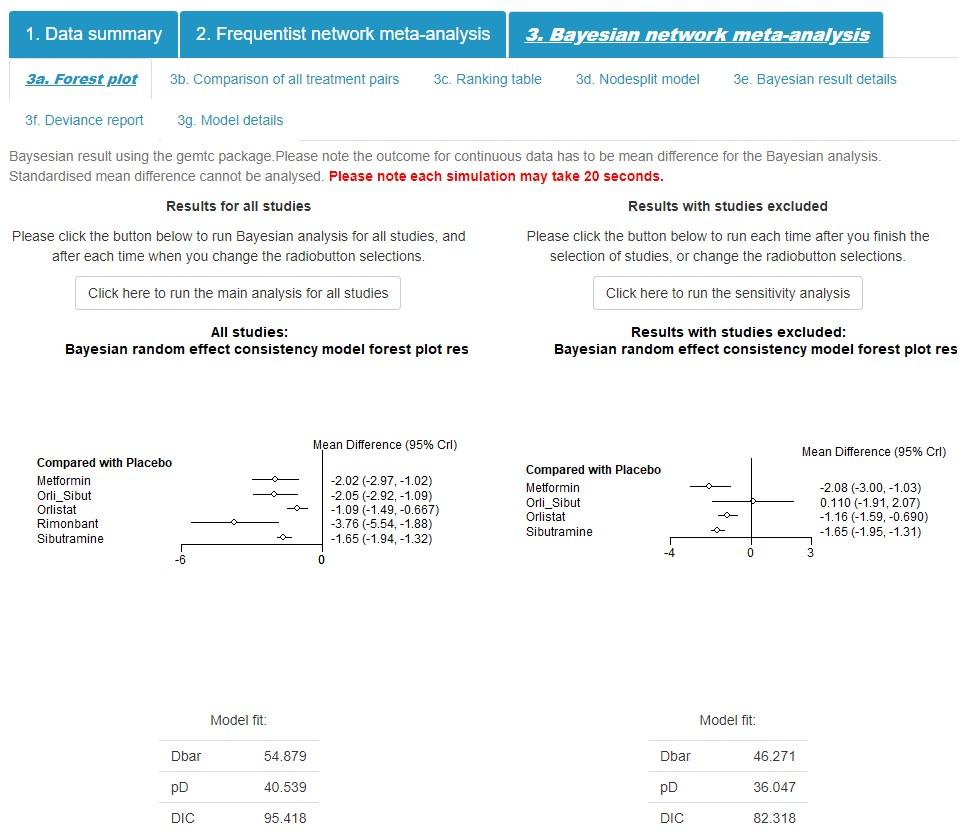 1. Data summary
2. Frequentist network meta-analysis
3. Bayesian network meta-analysis
3a. Forest plot
3b. Comparison of all treatment pairs
3c. Ranking table
3d. Nodesplit model
3e. Bayesian result details
3f. Deviance report
3g. Model details
Baysesian result using the gemtc package.Please note the outcome for continuous data has to be mean difference for the Bayesian analysis.
Standardised mean difference cannot be analysed. Please note each simulation may take 20 seconds.
Results for all studies
Please click the button below to run Bayesian analysis for all studies, and
after each time when you change the radiobutton selections.
Click here to run the main analysis for all studies
All studies:
Bayesian random effect consistency model forest plot res
Mean Difference (95% CrI)
Compared with Placebo
Metformin -2.02 (-2.97, -1.02)
Orli_Sibut -2.05 (-2.92, -1.09)
Orlistat -1.09 (-1.49, -0.667)
Rimonbant -3.76 (-5.54, -1.88)
Sibutramine -1.65 (-1.94, -1.32)
-6 0
Model fit:
Dbar 54.879
pD 40.539
DIC 95.418
Results with studies excluded
Please click the button below to run each time after you finish the
selection of studies, or change the radiobutton selections.
Click here to run the sensitivity analysis
Results with studies excluded:
Bayesian random effect consistency model forest plot res
Mean Difference (95% CrI)
Compared with Placebo
Metformin -2.08 (-3.00, -1.03)
Orli_Sibut 0.110 (-1.91, 2.07)
Orlistat -1.16 (-1.59, -0.690)
Sibutramine -1.65 (-1.95, -1.31)
-4 0 3
Model fit:
Dbar 46.271
pD 36.047
DIC 82.318